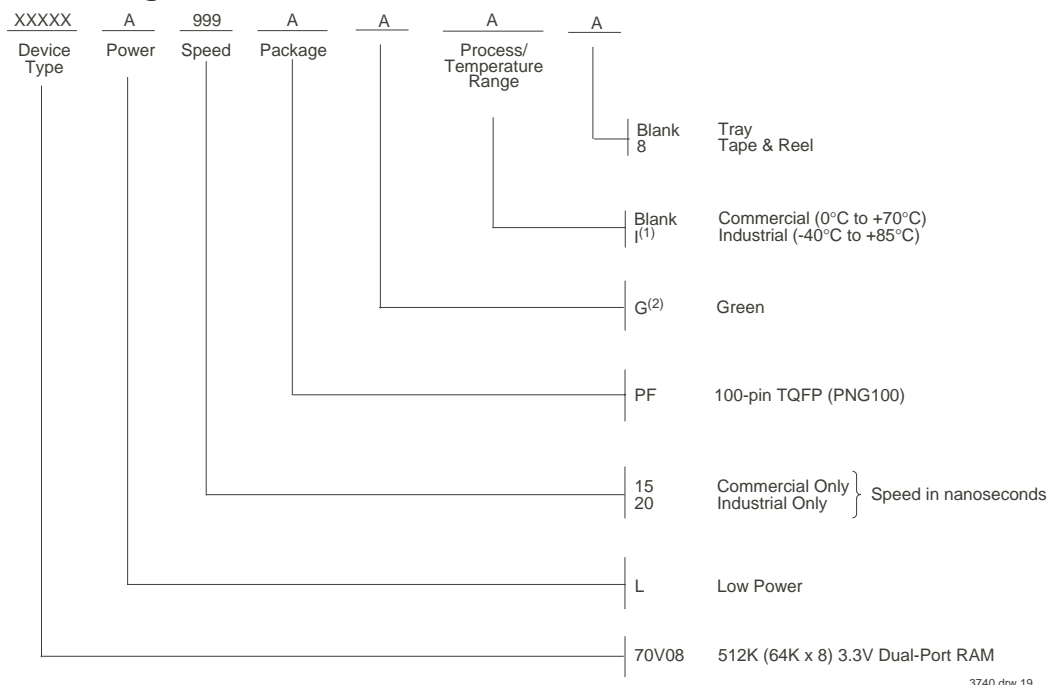 XXXXX A 999 A A A A
Device Type Power Speed Package Process/ Temperature Range
Blank Tray
8 Tape & Reel
Blank Commercial (0°C to +70°C)
I(1) Industrial (-40°C to +85°C)
G(2) Green
PF 100-pin TQFP (PNG100)
15 Commercial Only
20 Industrial Only
Speed in nanoseconds
L Low Power
70V08 512K (64K x 8) 3.3V Dual-Port RAM
3740 drw 19